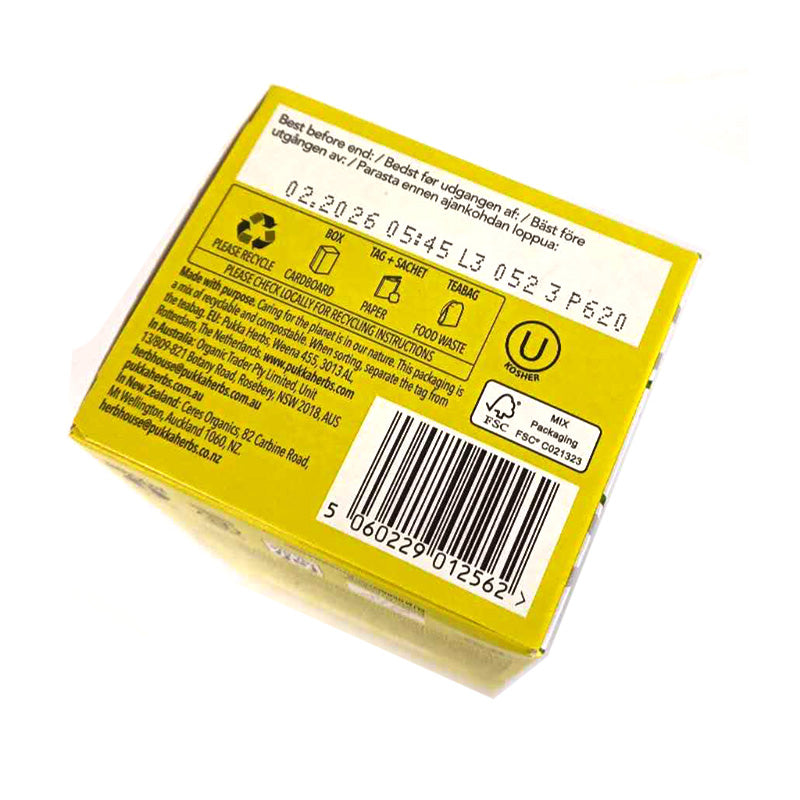 Best before end: / Bedst før udgangen af: / Bäst före
utgången av: / Parasta ennen ajankohdan loppua:
02.2026 05:45 L3 052 3 P620
PLEASE RECYCLE
BOX
CARDBOARD
TAG + SACHET
PAPER
TEABAG
FOOD WASTE
PLEASE CHECK LOCALLY FOR RECYCLING INSTRUCTIONS
Made with purpose. Caring for the planet is in our nature. This packaging is
a mix of recyclable and compostable. When sorting, separate the tag from
the teabag. EU: Pukka Herbs, Weena 455, 3013 AL
Rotterdam, The Netherlands. www.pukkaherbs.com
In Australia: Organic Trader Pty Limited, Unit
13/809-821 Botany Road, Rosebery, NSW 2018, AUS
herbhouse@pukkaherbs.com.au
pukkaherbs.com.au
In New Zealand: Ceres Organics, 82 Carbine Road,
Mt Wellington, Auckland 1060, NZ.
herbhouse@pukkaherbs.co.nz
U
KOSHER
FSC
MIX
Packaging
FSC® C021323
5 060229 012562 >